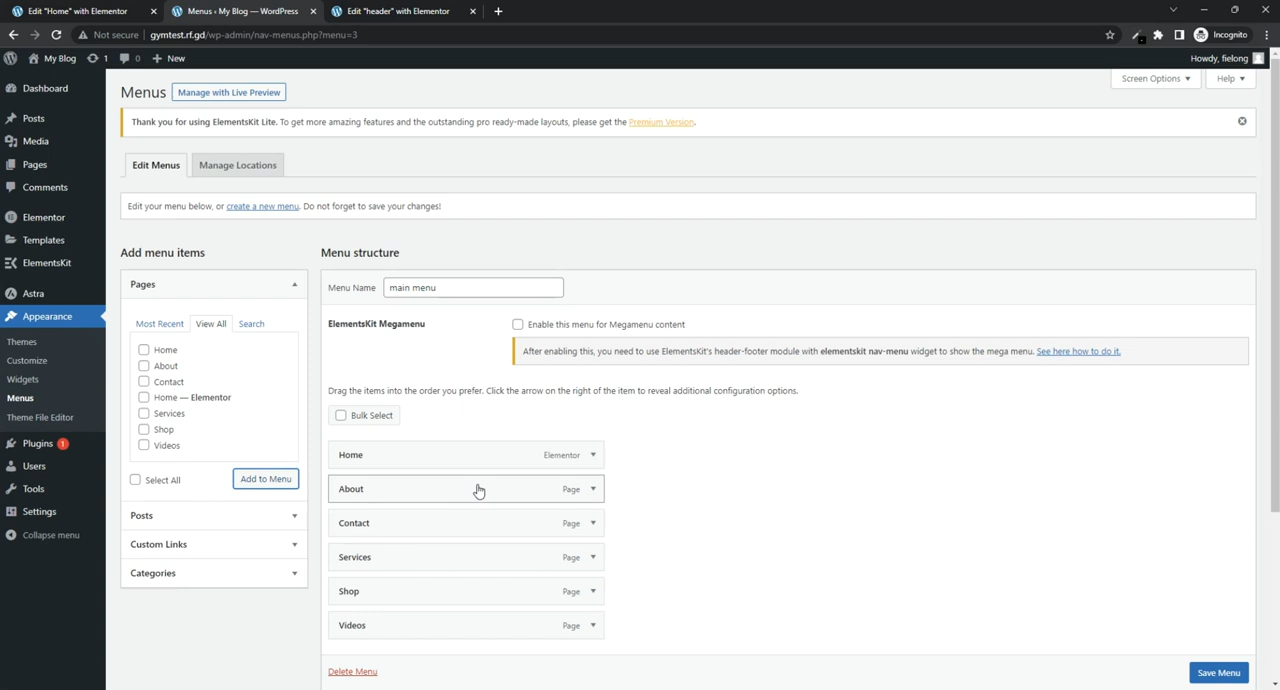 Edit "Home" with Elementor
Menus ‹ My Blog — WordPress
Edit "header" with Elementor
Not secure | gymtest.rf.gd/wp-admin/nav-menus.php?menu=3
Incognito
My Blog 1 0 New
Howdy, fielong
Dashboard
Posts
Media
Pages
Comments
Elementor
Templates
ElementsKit
Astra
Appearance
Themes
Customize
Widgets
Menus
Theme File Editor
Plugins 1
Users
Tools
Settings
Collapse menu
Screen Options
Help
Menus
Manage with Live Preview
Thank you for using ElementsKit Lite. To get more amazing features and the outstanding pro ready-made layouts, please get the Premium Version.
Edit Menus
Manage Locations
Edit your menu below, or create a new menu. Do not forget to save your changes!
Add menu items
Pages
Most Recent
View All
Search
Home
About
Contact
Home — Elementor
Services
Shop
Videos
Select All
Add to Menu
Posts
Custom Links
Categories
Menu structure
Menu Name
main menu
ElementsKit Megamenu
Enable this menu for Megamenu content
After enabling this, you need to use ElementsKit's header-footer module with elementskit nav-menu widget to show the mega menu. See here how to do it.
Drag the items into the order you prefer. Click the arrow on the right of the item to reveal additional configuration options.
Bulk Select
Home Elementor
About Page
Contact Page
Services Page
Shop Page
Videos Page
Delete Menu
Save Menu